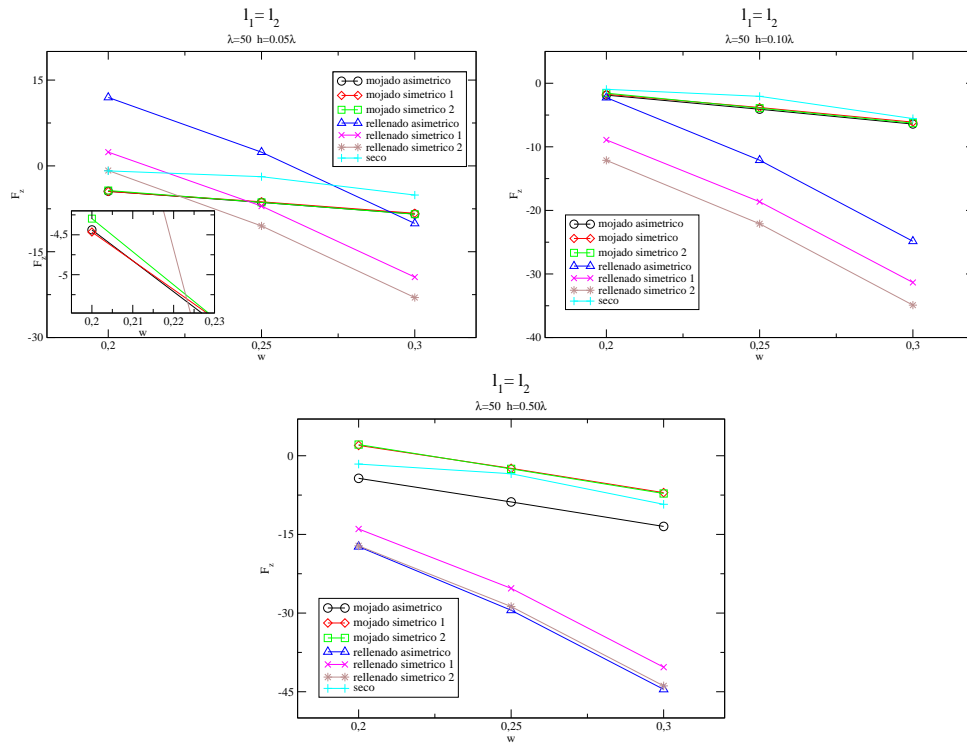 l₁= l₂
λ=50 h=0.05λ
F_z
15
0
-15
-30
mojado asimetrico
mojado simetrico 1
mojado simetrico 2
rellenado asimetrico
rellenado simetrico 1
rellenado simetrico 2
seco
F_z
-4,5
-5
0,2 0,21 0,22 0,23
w
0,2 0,25 0,3
w
l₁= l₂
λ=50 h=0.10λ
F_z
0
-10
-20
-30
-40
mojado asimetrico
mojado simetrico
mojado simetrico 2
rellenado asimetrico
rellenado simetrico 1
rellenado simetrico 2
seco
0,2 0,25 0,3
w
l₁= l₂
λ=50 h=0.50λ
F_z
0
-15
-30
-45
mojado asimetrico
mojado simetrico 1
mojado simetrico 2
rellenado asimetrico
rellenado simetrico 1
rellenado simetrico 2
seco
0,2 0,25 0,3
w